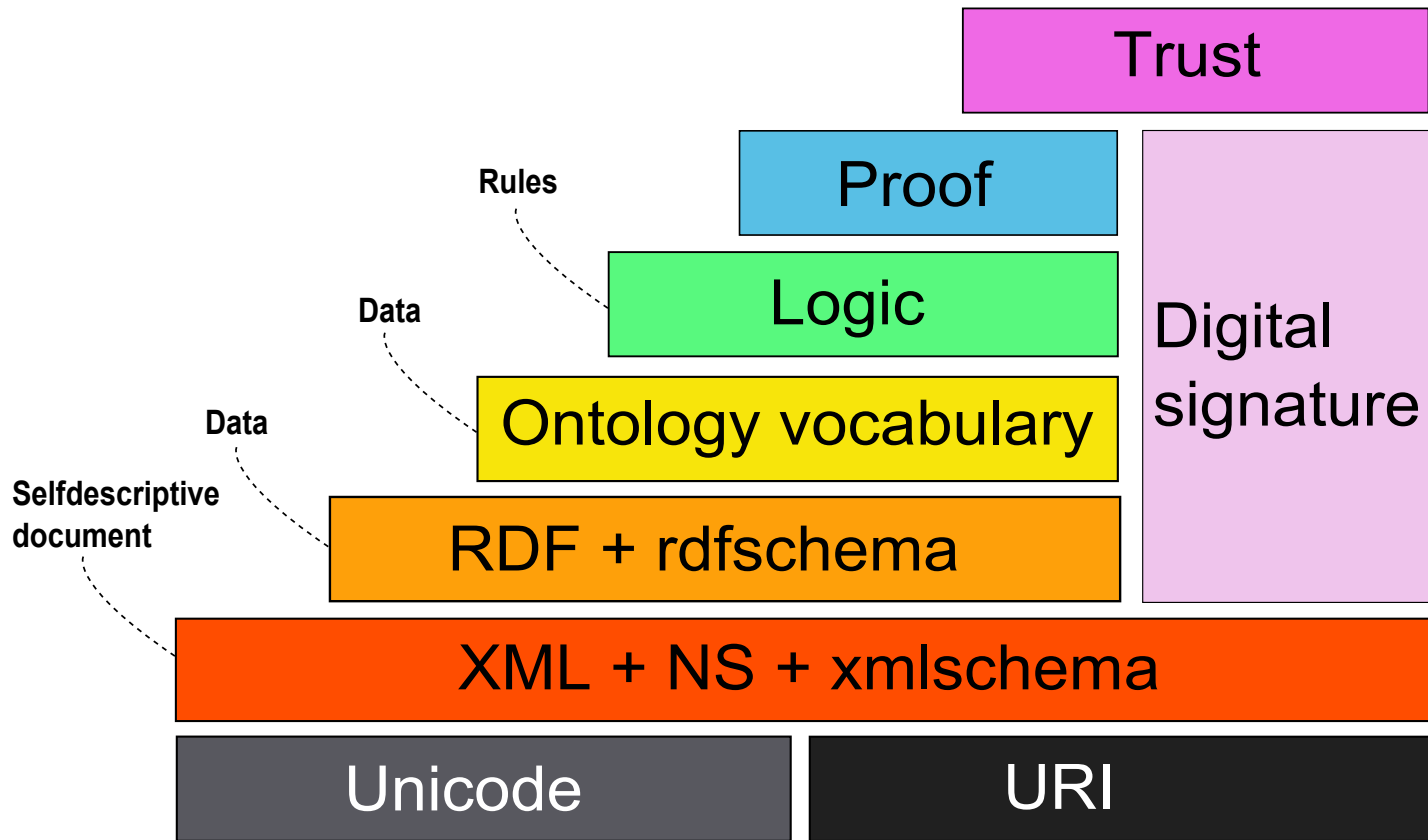 Trust
Proof
Rules
Logic
Data
Digital
signature
Ontology vocabulary
Data
Selfdescriptive
document
RDF + rdfschema
XML + NS + xmlschema
Unicode
URI